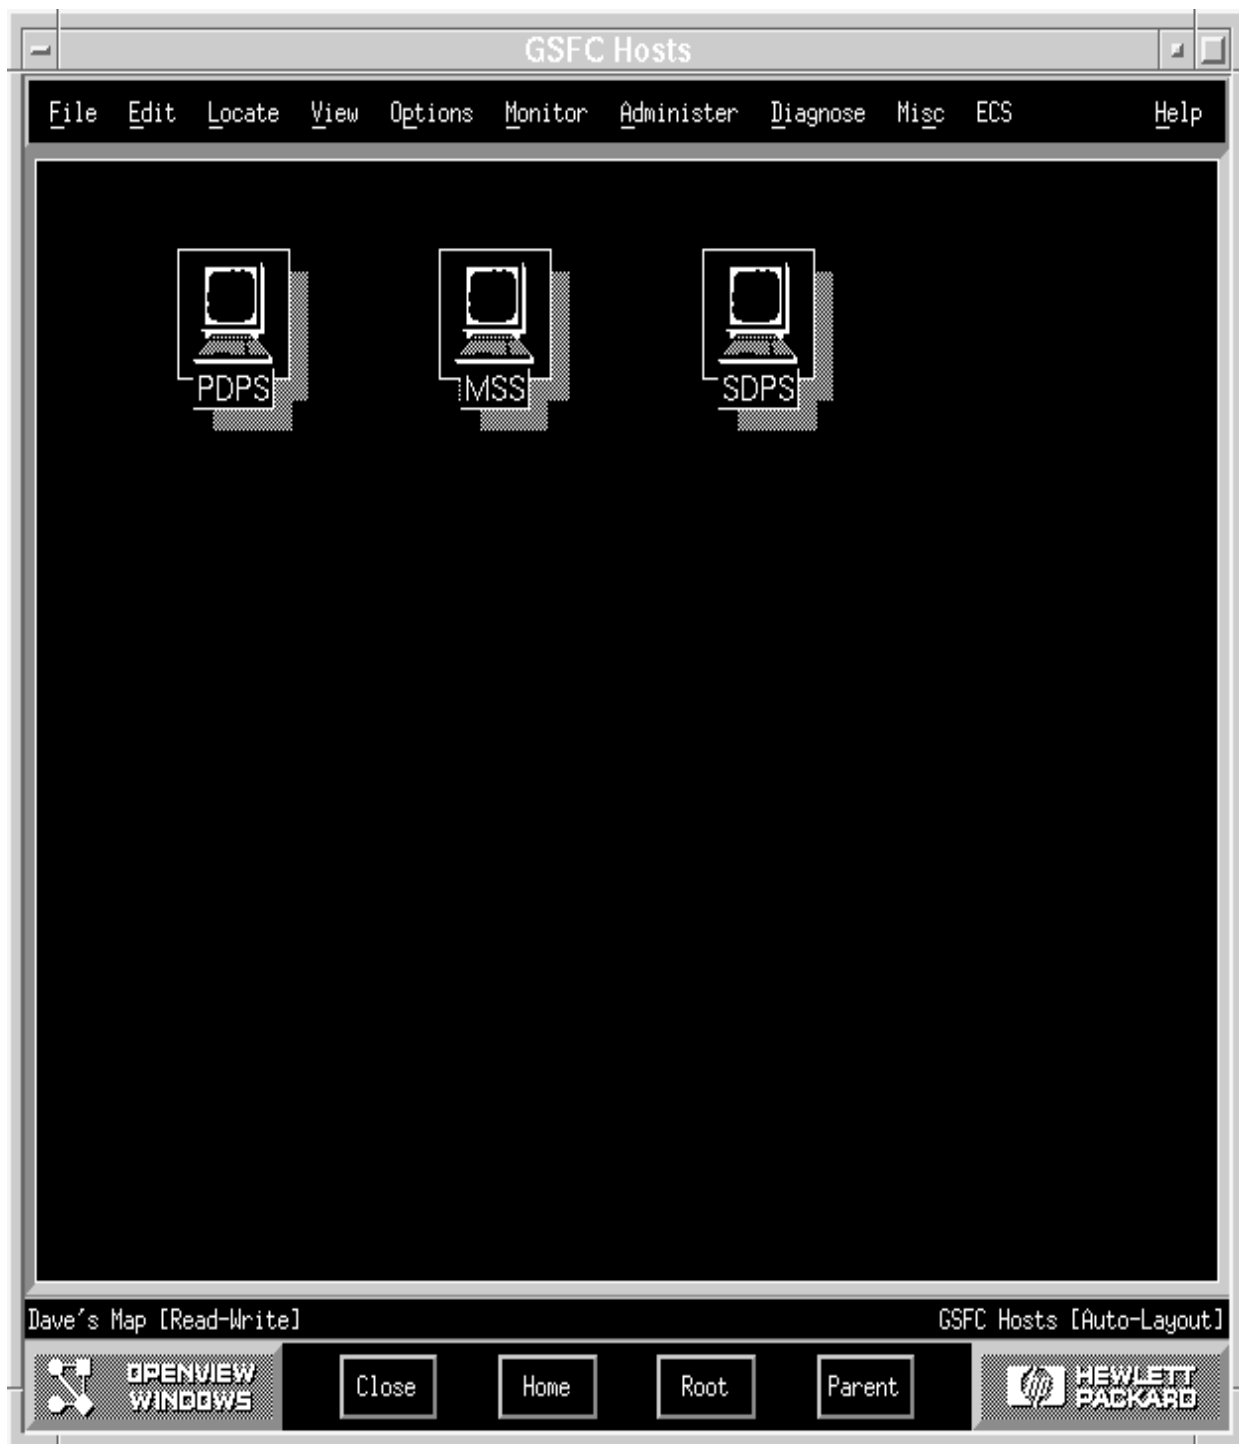 GSFC Hosts
File Edit Locate View Options Monitor Administer Diagnose Misc ECS Help
PDPS MSS SDPS
Dave's Map [Read-Write] GSFC Hosts [Auto-Layout]
OPENVIEW
WINDOWS
Close Home Root Parent
hp
HEWLETT
PACKARD